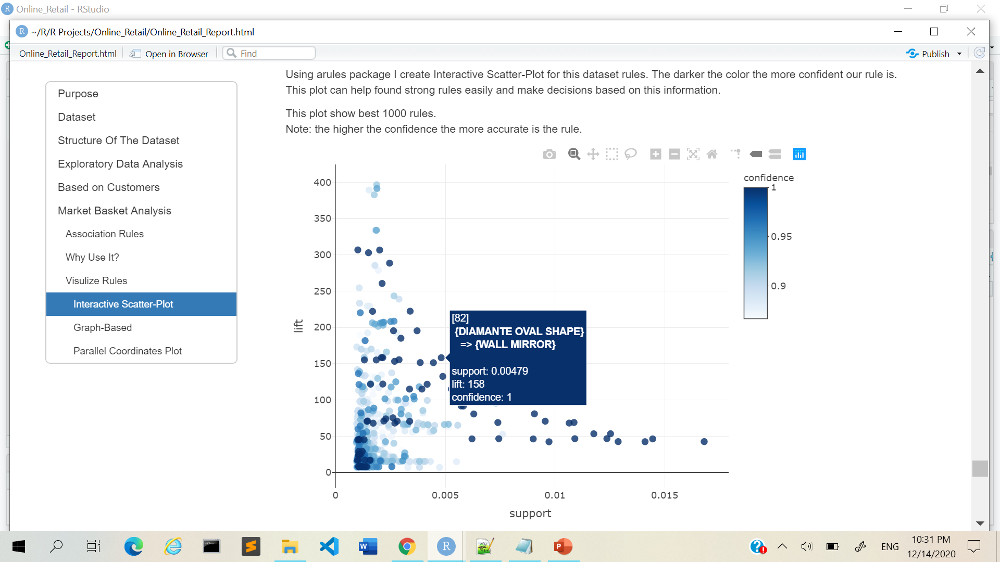 Online_Retail - RStudio
~/R/R Projects/Online_Retail/Online_Retail_Report.html
Online_Retail_Report.html
Open in Browser
Find
Publish
Purpose
Dataset
Structure Of The Dataset
Exploratory Data Analysis
Based on Customers
Market Basket Analysis
Association Rules
Why Use It?
Visulize Rules
Interactive Scatter-Plot
Graph-Based
Parallel Coordinates Plot
Using arules package I create Interactive Scatter-Plot for this dataset rules. The darker the color the more confident our rule is.
This plot can help found strong rules easily and make decisions based on this information.
This plot show best 1000 rules.
Note: the higher the confidence the more accurate is the rule.
400
350
300
250
200
150
100
50
0
lift
0
0.005
0.01
0.015
support
[82]
{DIAMANTE OVAL SHAPE}
=> {WALL MIRROR}
support: 0.00479
lift: 158
confidence: 1
confidence
1
0.95
0.9
ENG
10:31 PM
12/14/2020